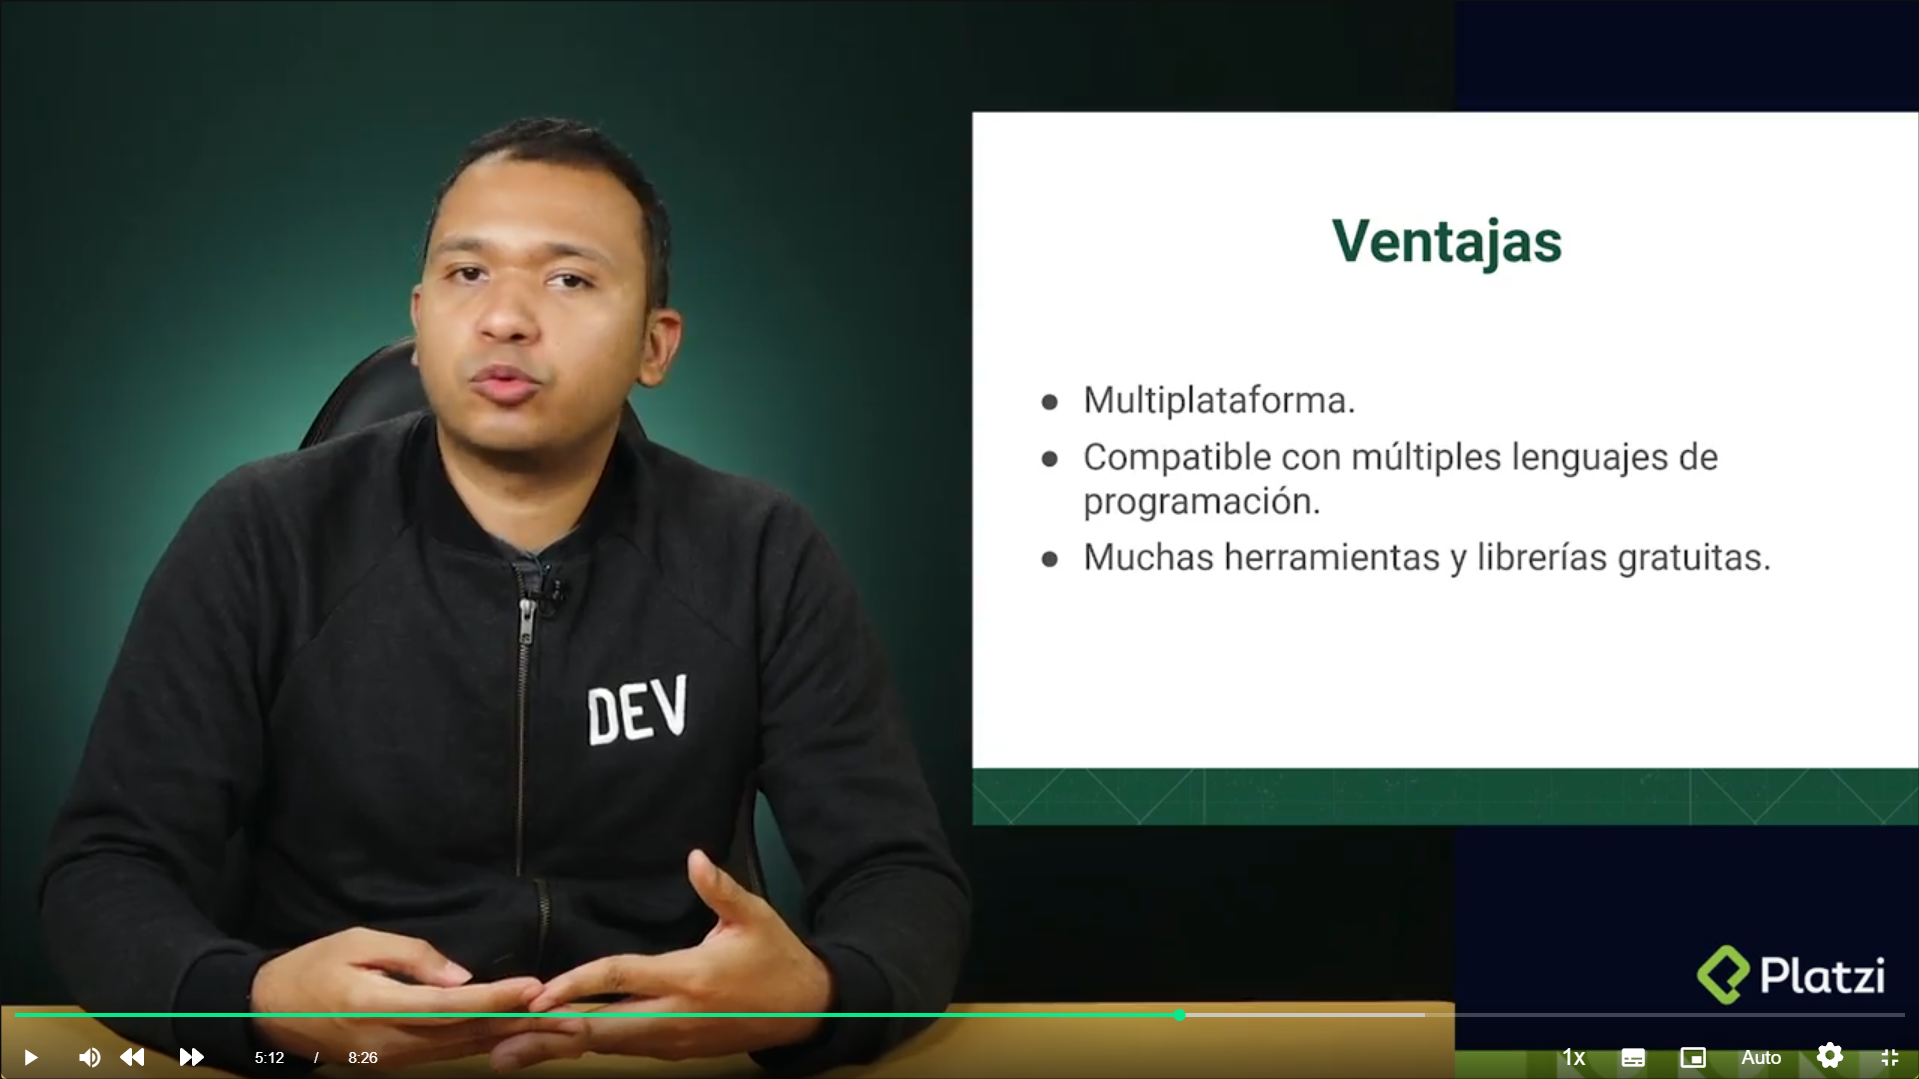 Ventajas
Multiplataforma.
Compatible con múltiples lenguajes de
programación.
Muchas herramientas y librerías gratuitas.
DEV
Platzi
5:12 / 8:26
1x
Auto